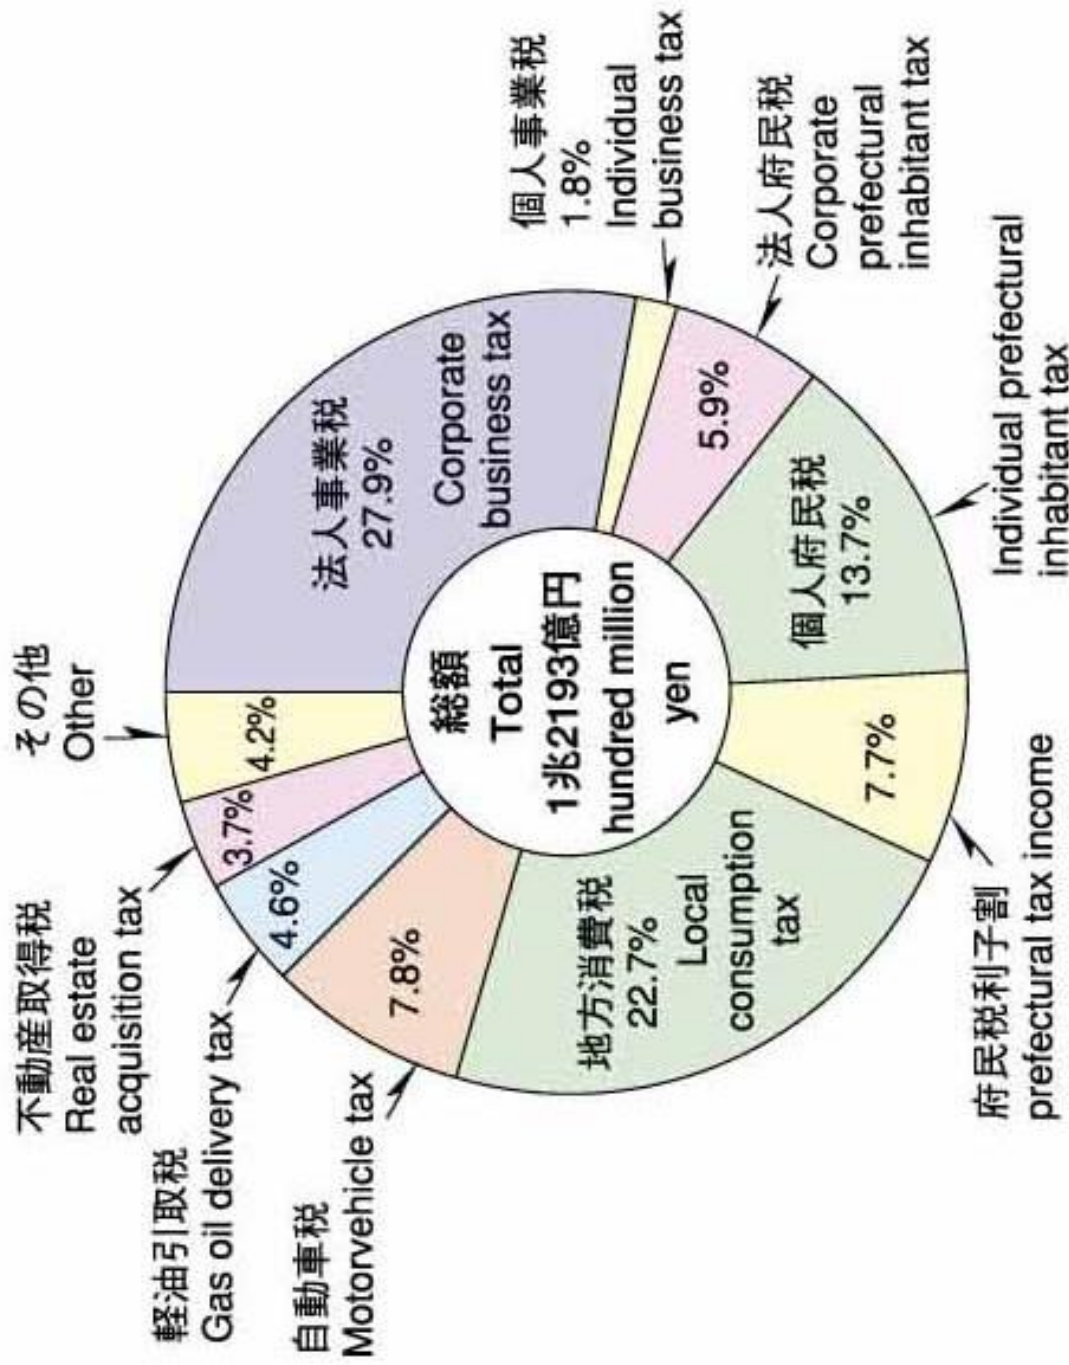 個人事業税
1.8%
Individual
business tax
法人府民税
Corporate
prefectural
inhabitant tax
5.9%
Individual prefectural
inhabitant tax
個人府民税
13.7%
府民税利子割
prefectural tax income
7.7%
地方消費税
22.7%
Local
consumption
tax
自動車税
Motorvehicle tax
7.8%
軽油引取税
Gas oil delivery tax
4.6%
不動産取得税
Real estate
acquisition tax
3.7%
その他
Other
4.2%
法人事業税
27.9%
Corporate
business tax
総額
Total
1兆2193億円
hundred million
yen